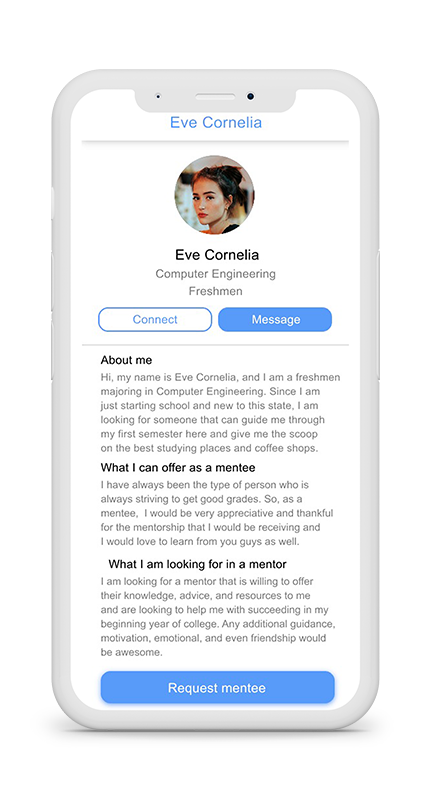 Eve Cornelia
Eve Cornelia
Computer Engineering
Freshmen
Connect
Message
About me
Hi, my name is Eve Cornelia, and I am a freshmen
majoring in Computer Engineering. Since I am
just starting school and new to this state, I am
looking for someone that can guide me through
my first semester here and give me the scoop
on the best studying places and coffee shops.
What I can offer as a mentee
I have always been the type of person who is
always striving to get good grades. So, as a
mentee, I would be very appreciative and thankful
for the mentorship that I would be receiving and
I would love to learn from you guys as well.
What I am looking for in a mentor
I am looking for a mentor that is willing to offer
their knowledge, advice, and resources to me
and are looking to help me with succeeding in my
beginning year of college. Any additional guidance,
motivation, emotional, and even friendship would
be awesome.
Request mentee